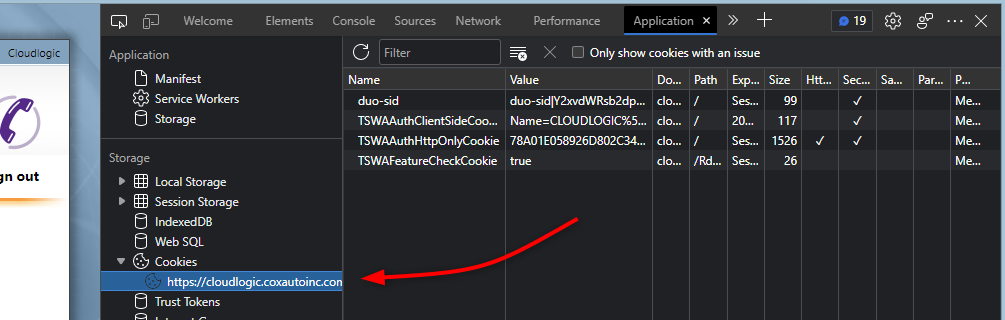 Cloudlogic
gn out
Welcome Elements Console Sources Network Performance Application 19
Application
Manifest
Service Workers
Storage
Storage
Local Storage
Session Storage
IndexedDB
Web SQL
Cookies
https://cloudlogic.coxautoinc.com
Trust Tokens
Filter Only show cookies with an issue
Name Value Do... Path Exp... Size Htt... Sec... Sa... Par... P...
duo-sid duo-sid|Y2xvdWRsb2dp... clo... / Ses... 99 ✓ Me...
TSWAAuthClientSideCoo... Name=CLOUDLOGIC%5... clo... / 20... 117 ✓ Me...
TSWAAuthHttpOnlyCookie 78A01E058926D802C34... clo... / Ses... 1526 ✓ ✓ Me...
TSWAFeatureCheckCookie true clo... /Rd... Ses... 26 Me...